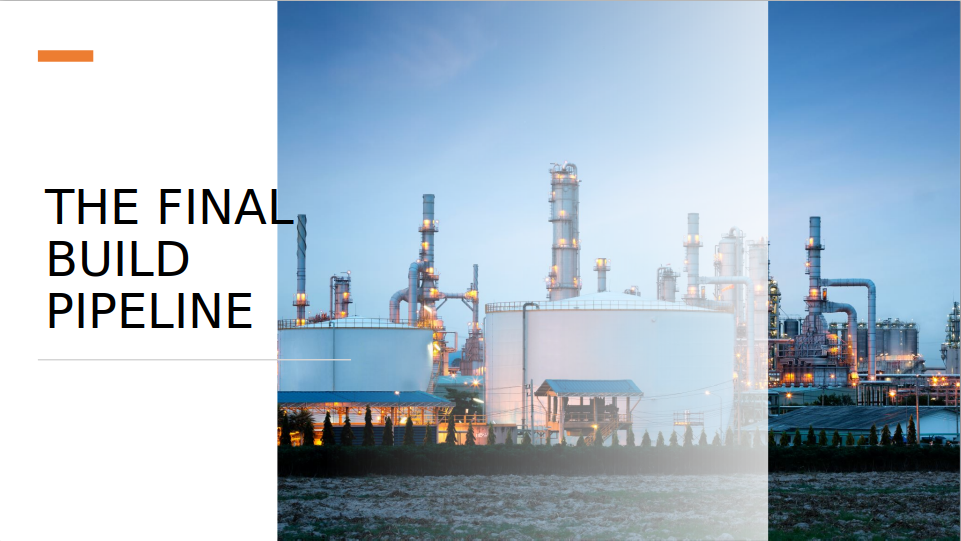 THE FINAL
BUILD
PIPELINE